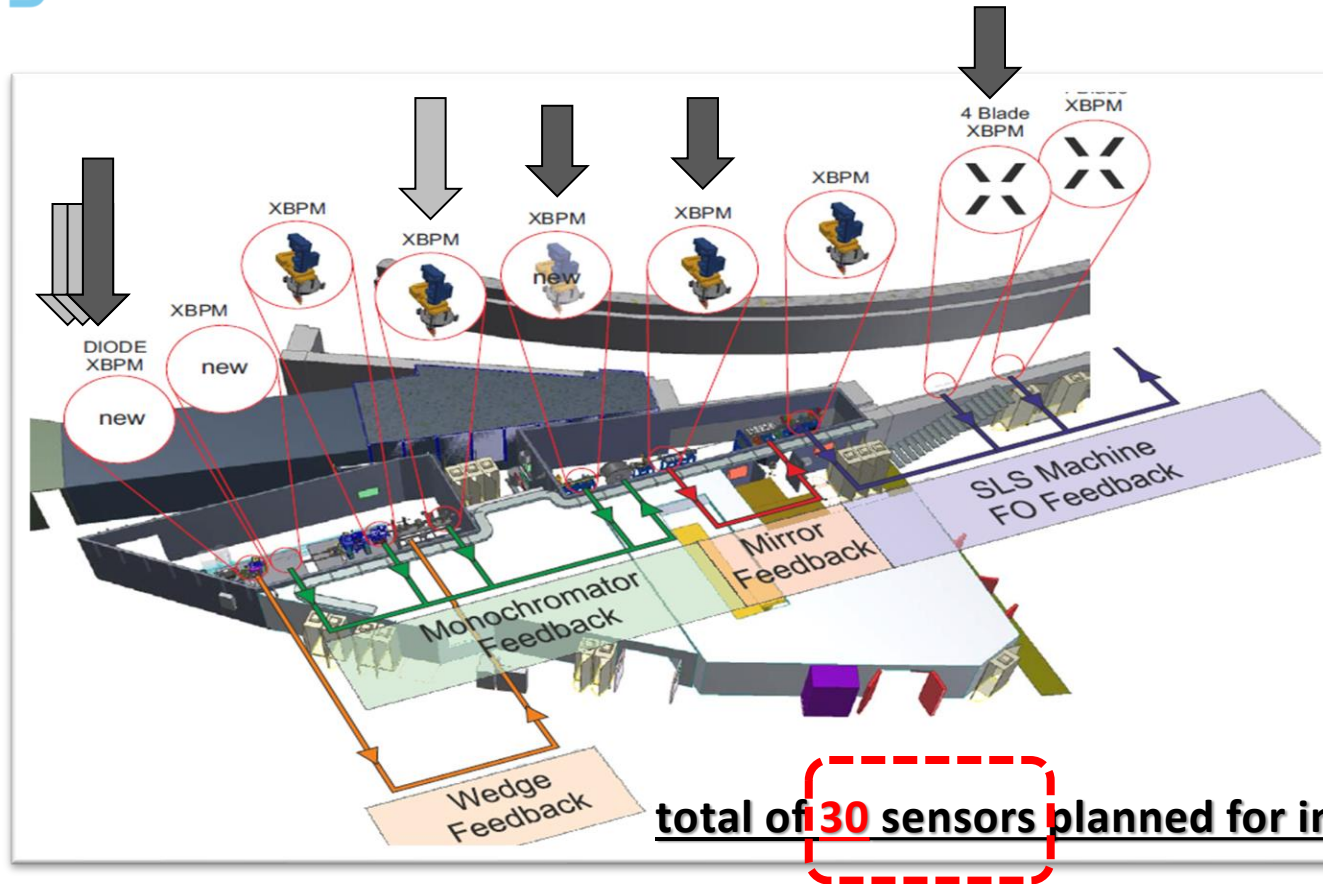 4 Blade
XBPM
XBPM
XBPM
XBPM
XBPM
XBPM
XBPM
new
XBPM
new
DIODE
XBPM
new
SLS Machine
FO Feedback
Mirror
Feedback
Monochromator
Feedback
Wedge
Feedback
total of 30 sensors planned for